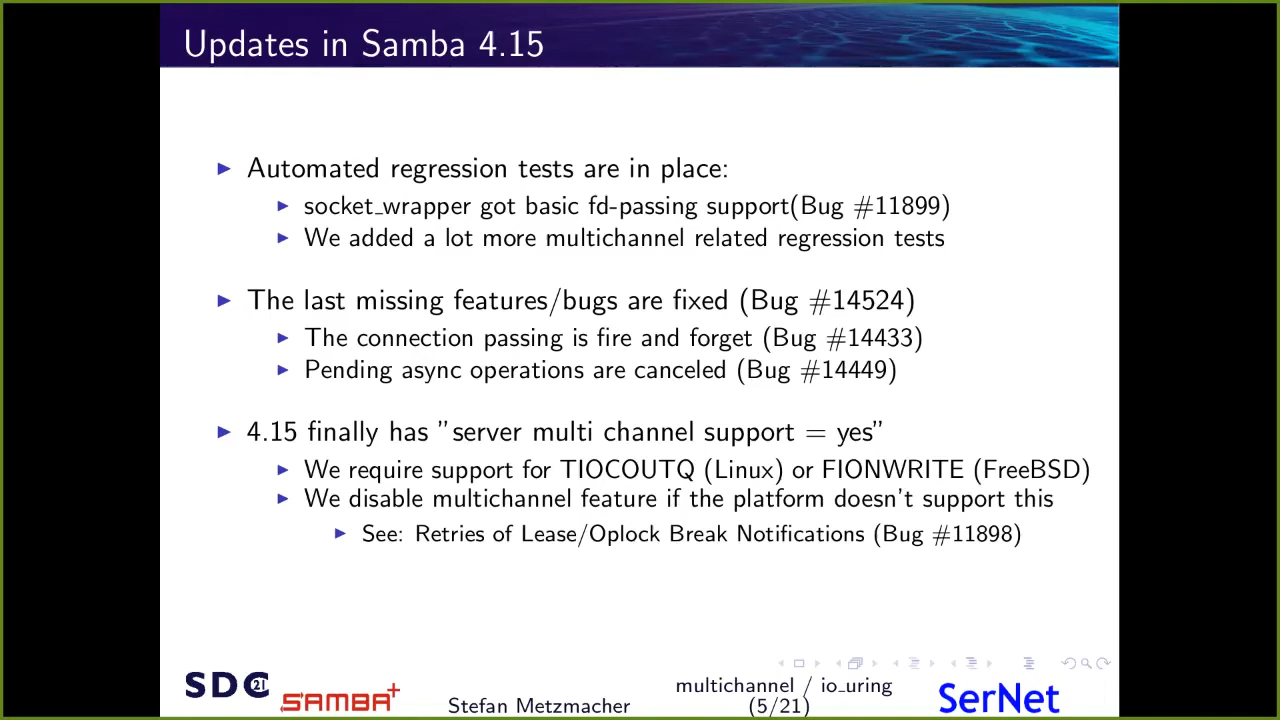 Updates in Samba 4.15
Automated regression tests are in place:
socket_wrapper got basic fd-passing support(Bug #11899)
We added a lot more multichannel related regression tests
The last missing features/bugs are fixed (Bug #14524)
The connection passing is fire and forget (Bug #14433)
Pending async operations are canceled (Bug #14449)
4.15 finally has ”server multi channel support = yes”
We require support for TIOCOUTQ (Linux) or FIONWRITE (FreeBSD)
We disable multichannel feature if the platform doesn't support this
See: Retries of Lease/Oplock Break Notifications (Bug #11898)
SDC 21
SAMBA+
Stefan Metzmacher
multichannel / io_uring
(5/21)
SerNet